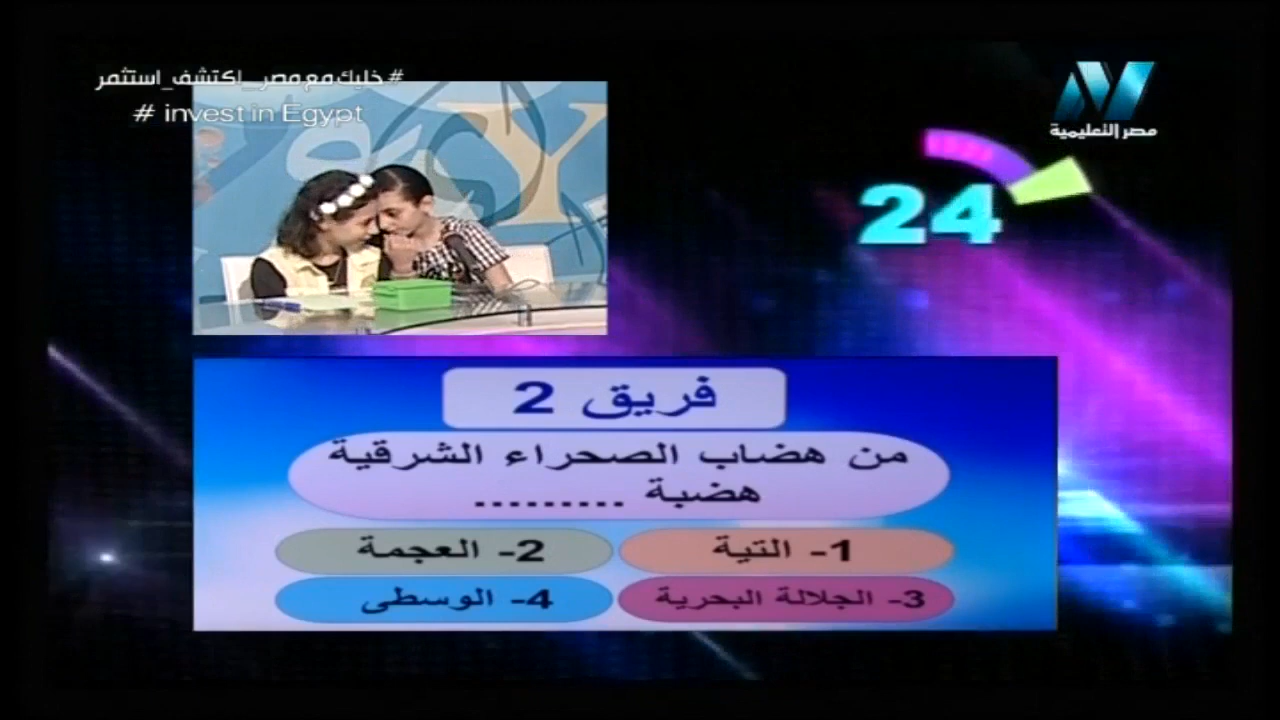 #خليك_مع_مصر_اكتشف_استثمر
# invest in Egypt
مصر التعليمية
24
فريق 2
من هضاب الصحراء الشرقية
هضبة .........
1- التية
2- العجمة
3- الجلالة البحرية
4- الوسطى